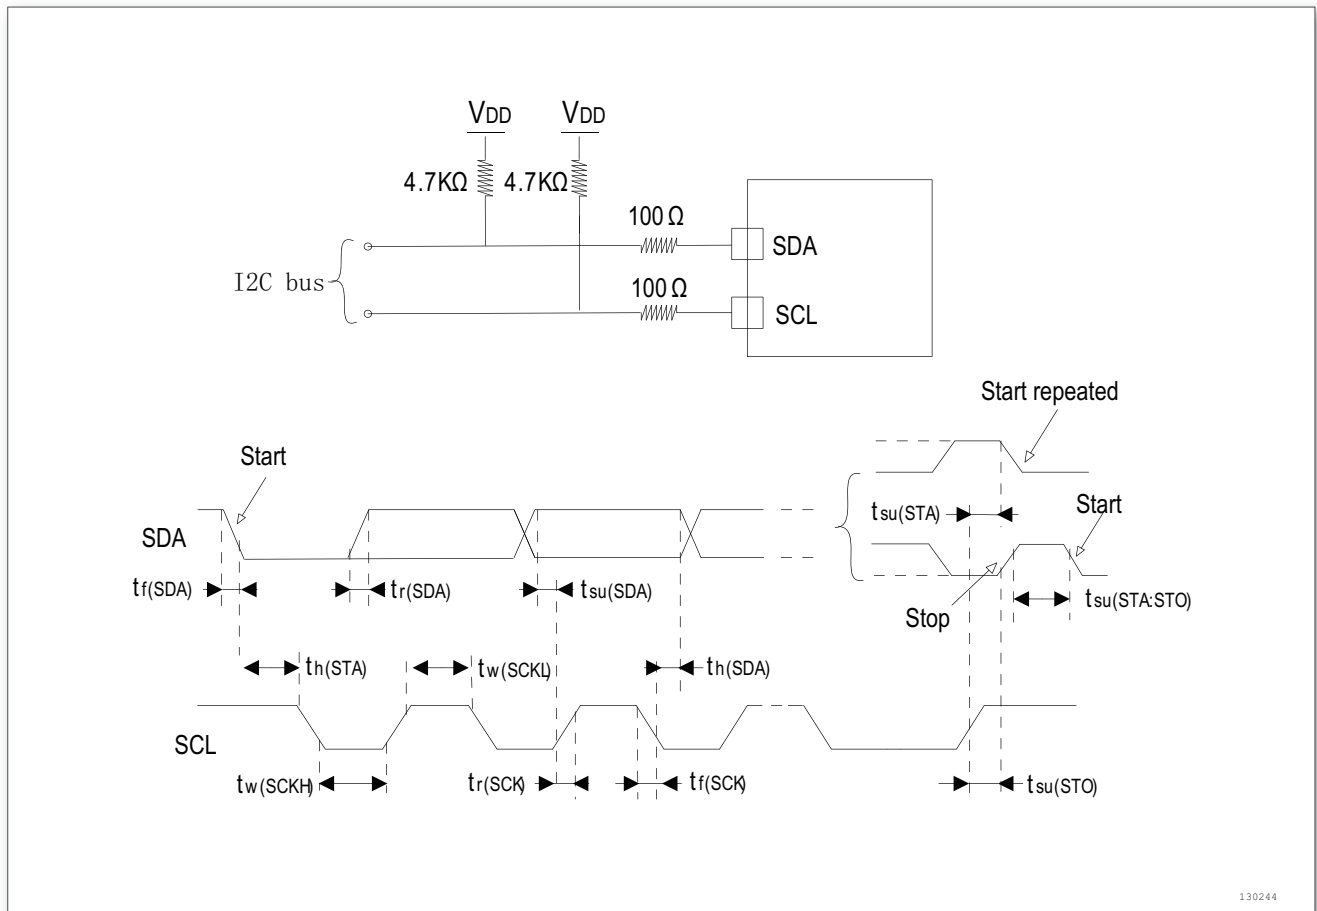 VDD VDD
4.7KΩ 4.7KΩ
100 Ω
SDA
I2C bus
100 Ω
SCL
Start repeated
Start
tsu(STA)
Start
SDA
tf(SDA)
tr(SDA)
tsu(SDA)
Stop
tsu(STA:STO)
th(STA)
tw(SCKL)
th(SDA)
SCL
tw(SCKH)
tr(SCK)
tf(SCK)
tsu(STO)
130244